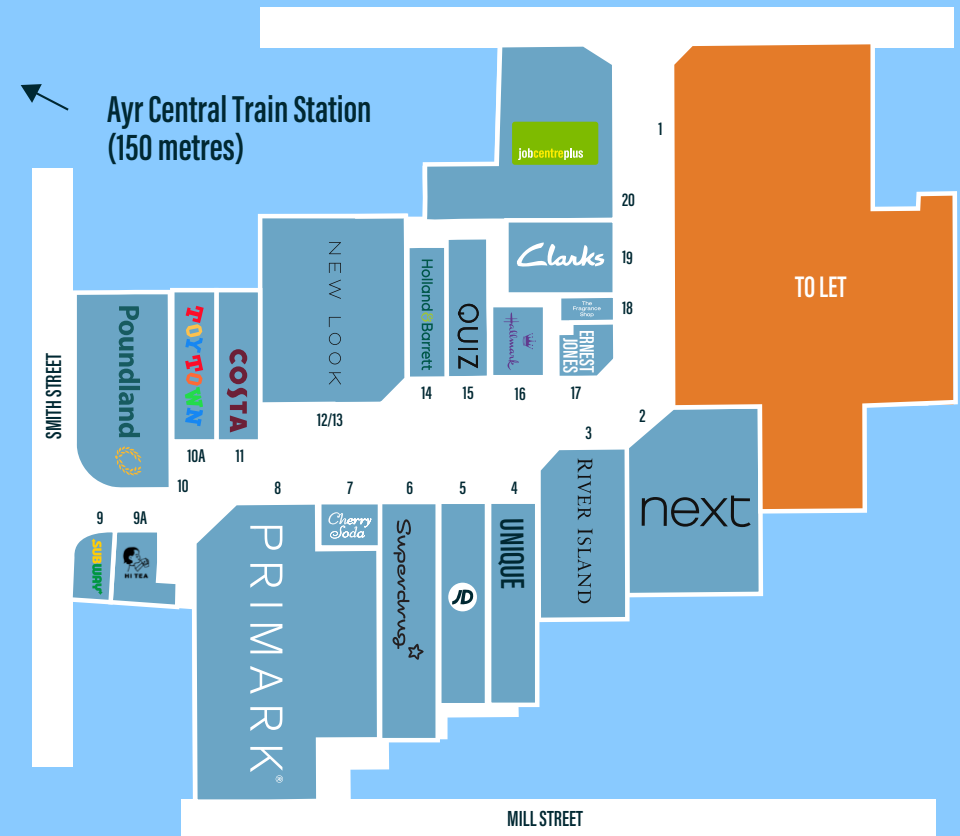 Ayr Central Train Station
(150 metres)
jobcentreplus
1
20
Clarks
19
TO LET
The
Fragrance
Shop
18
ERNEST
JONES
17
NEW LOOK
12/13
Holland & Barrett
14
QUIZ
15
Hallmark
16
SMITH STREET
Poundland
10
TOYTOWN
10A
COSTA
11
2
next
3
RIVER ISLAND
4
UNIQUE
5
JD
6
Superdrug
7
Cherry
Soda
8
PRIMARK®
9
SUBWAY
9A
HI TEA
MILL STREET